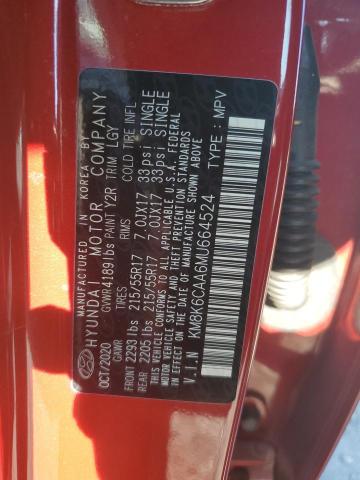 MANUFACTURED IN KOREA BY
HYUNDAI MOTOR COMPANY
OCT/2020 GVWR 4189 lbs PAINT Y2R TRIM LGY
GAWR TIRES RIMS COLD TIRE INFL
FRONT 2293 lbs 215/55R17 7.0JX17 33psi SINGLE
REAR 2205 lbs 215/55R17 7.0JX17 33psi SINGLE
THIS VEHICLE CONFORMS TO ALL APPLICABLE U.S.A. FEDERAL
MOTOR VEHICLE SAFETY BUMPER, AND THEFT PREVENTION STANDARDS
IN EFFECT ON THE DATE OF MANUFACTURE SHOWN ABOVE.
V.I.N KM8K6CAA6MU664524 TYPE : MPV